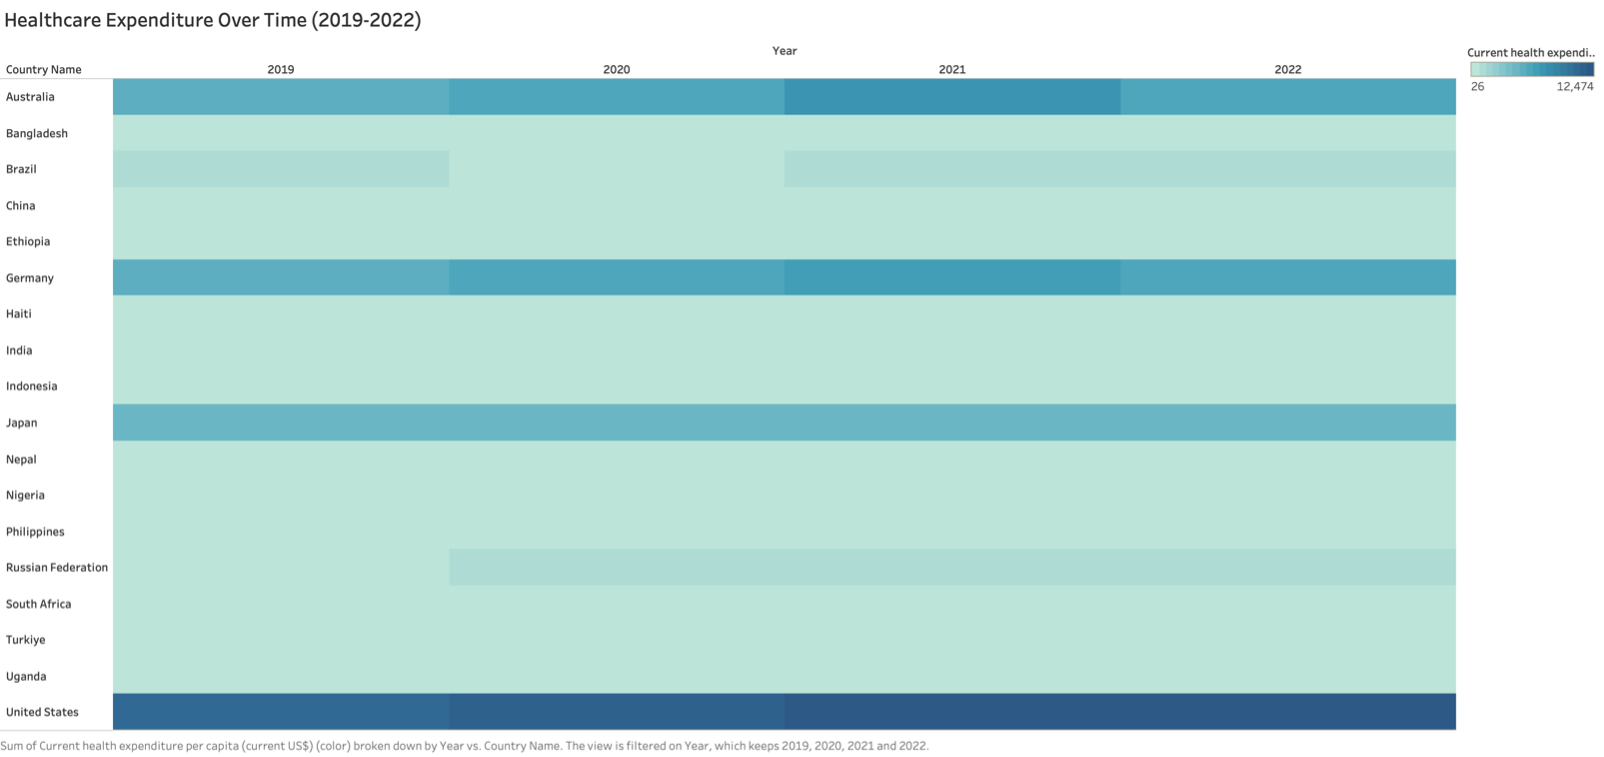 Healthcare Expenditure Over Time (2019-2022)
Year
Current health expendi..
Country Name 2019 2020 2021 2022
26 12,474
Australia
Bangladesh
Brazil
China
Ethiopia
Germany
Haiti
India
Indonesia
Japan
Nepal
Nigeria
Philippines
Russian Federation
South Africa
Turkiye
Uganda
United States
Sum of Current health expenditure per capita (current US$) (color) broken down by Year vs. Country Name. The view is filtered on Year, which keeps 2019, 2020, 2021 and 2022.